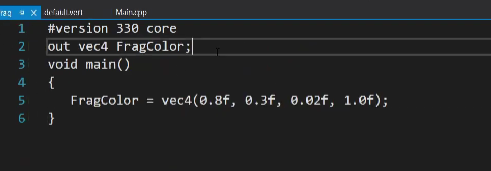 rag default.vert Main.cpp
1 #version 330 core
2 out vec4 FragColor;
3 void main()
4 {
5 FragColor = vec4(0.8f, 0.3f, 0.02f, 1.0f);
6 }